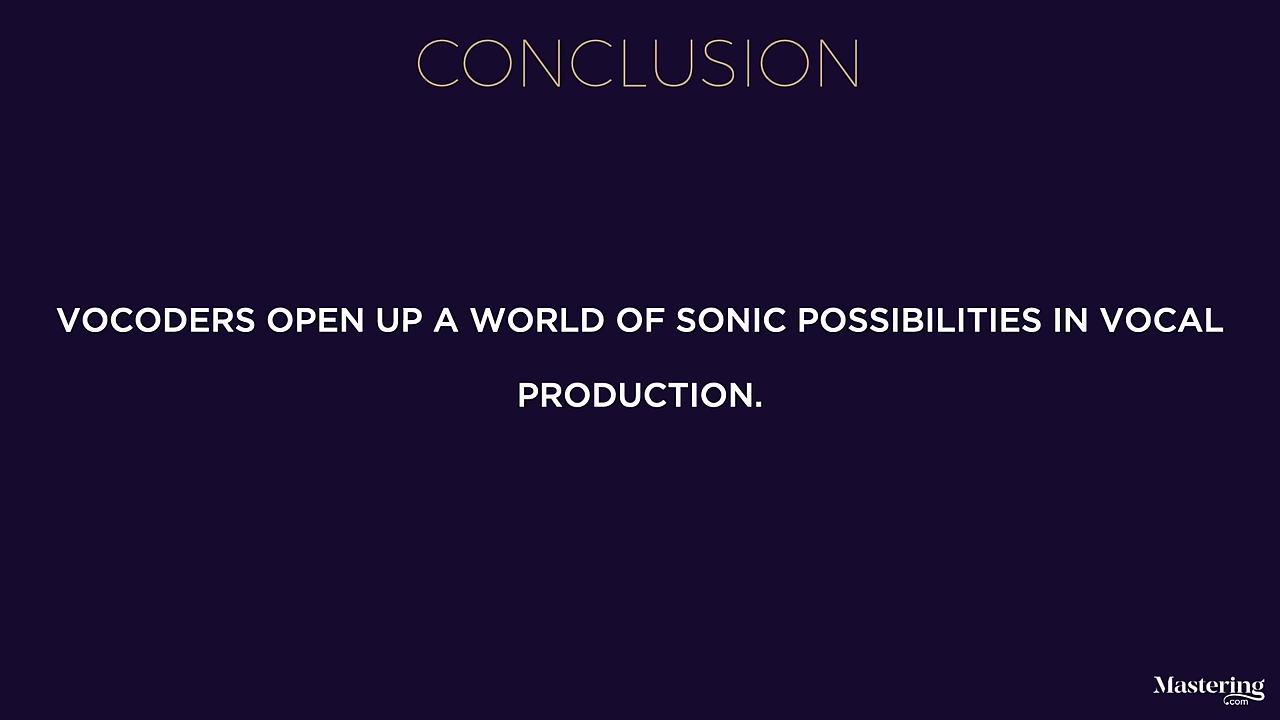 CONCLUSION
VOCODERS OPEN UP A WORLD OF SONIC POSSIBILITIES IN VOCAL
PRODUCTION.
Mastering
.com